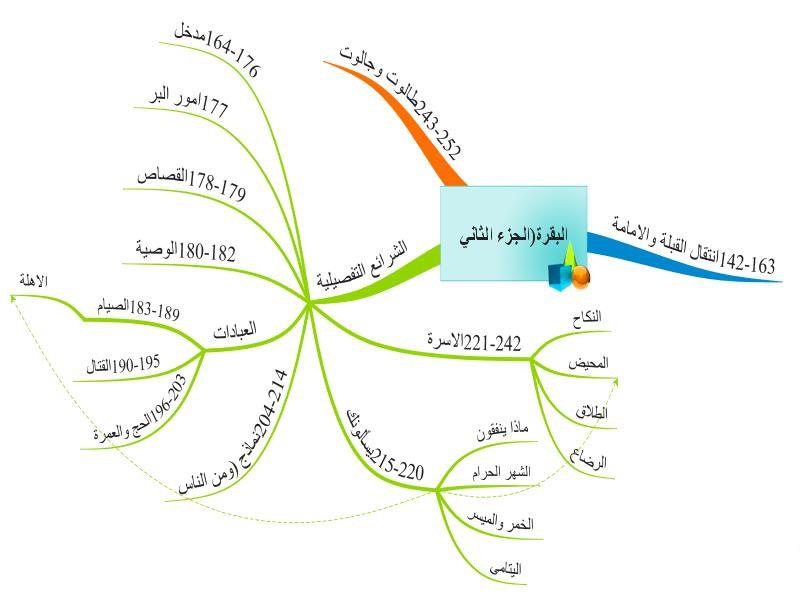 البقرة(الجزء الثاني
142-163انتقال القبلة والامامة
الشرائع التفصيلية
164-176مدخل
177امور البر
178-179القصاص
180-182الوصية
العبادات
183-189الصيام
الاهلة
190-195القتال
196-203الحج والعمرة
204-214نماذج (ومن الناس
215-220يسألونك
ماذا ينفقون
الشهر الحرام
الخمر والميسر
اليتامى
221-242الاسرة
النكاح
المحيض
الطلاق
الرضاع
243-252طالوت وجالوت